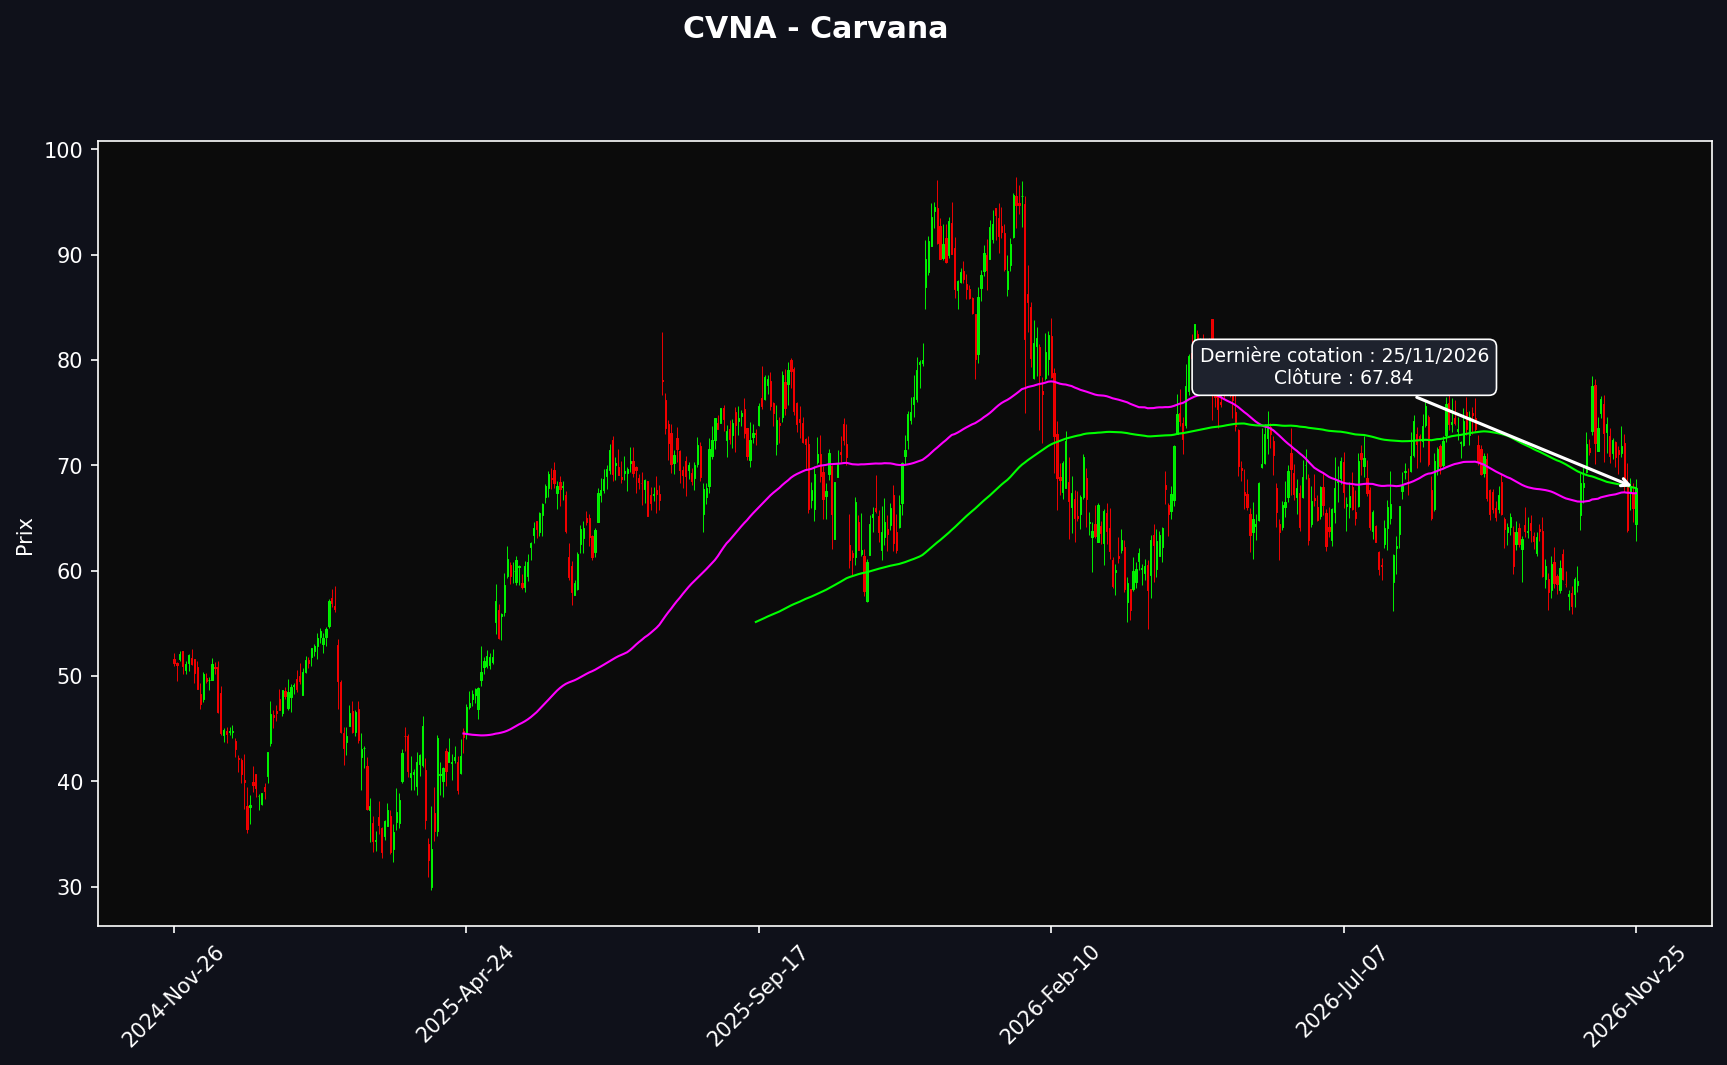 CVNA - Carvana
Dernière cotation : 25/11/2026
Clôture : 67.84
Prix
100
90
80
70
60
50
40
30
2024-Nov-26
2025-Apr-24
2025-Sep-17
2026-Feb-10
2026-Jul-07
2026-Nov-25